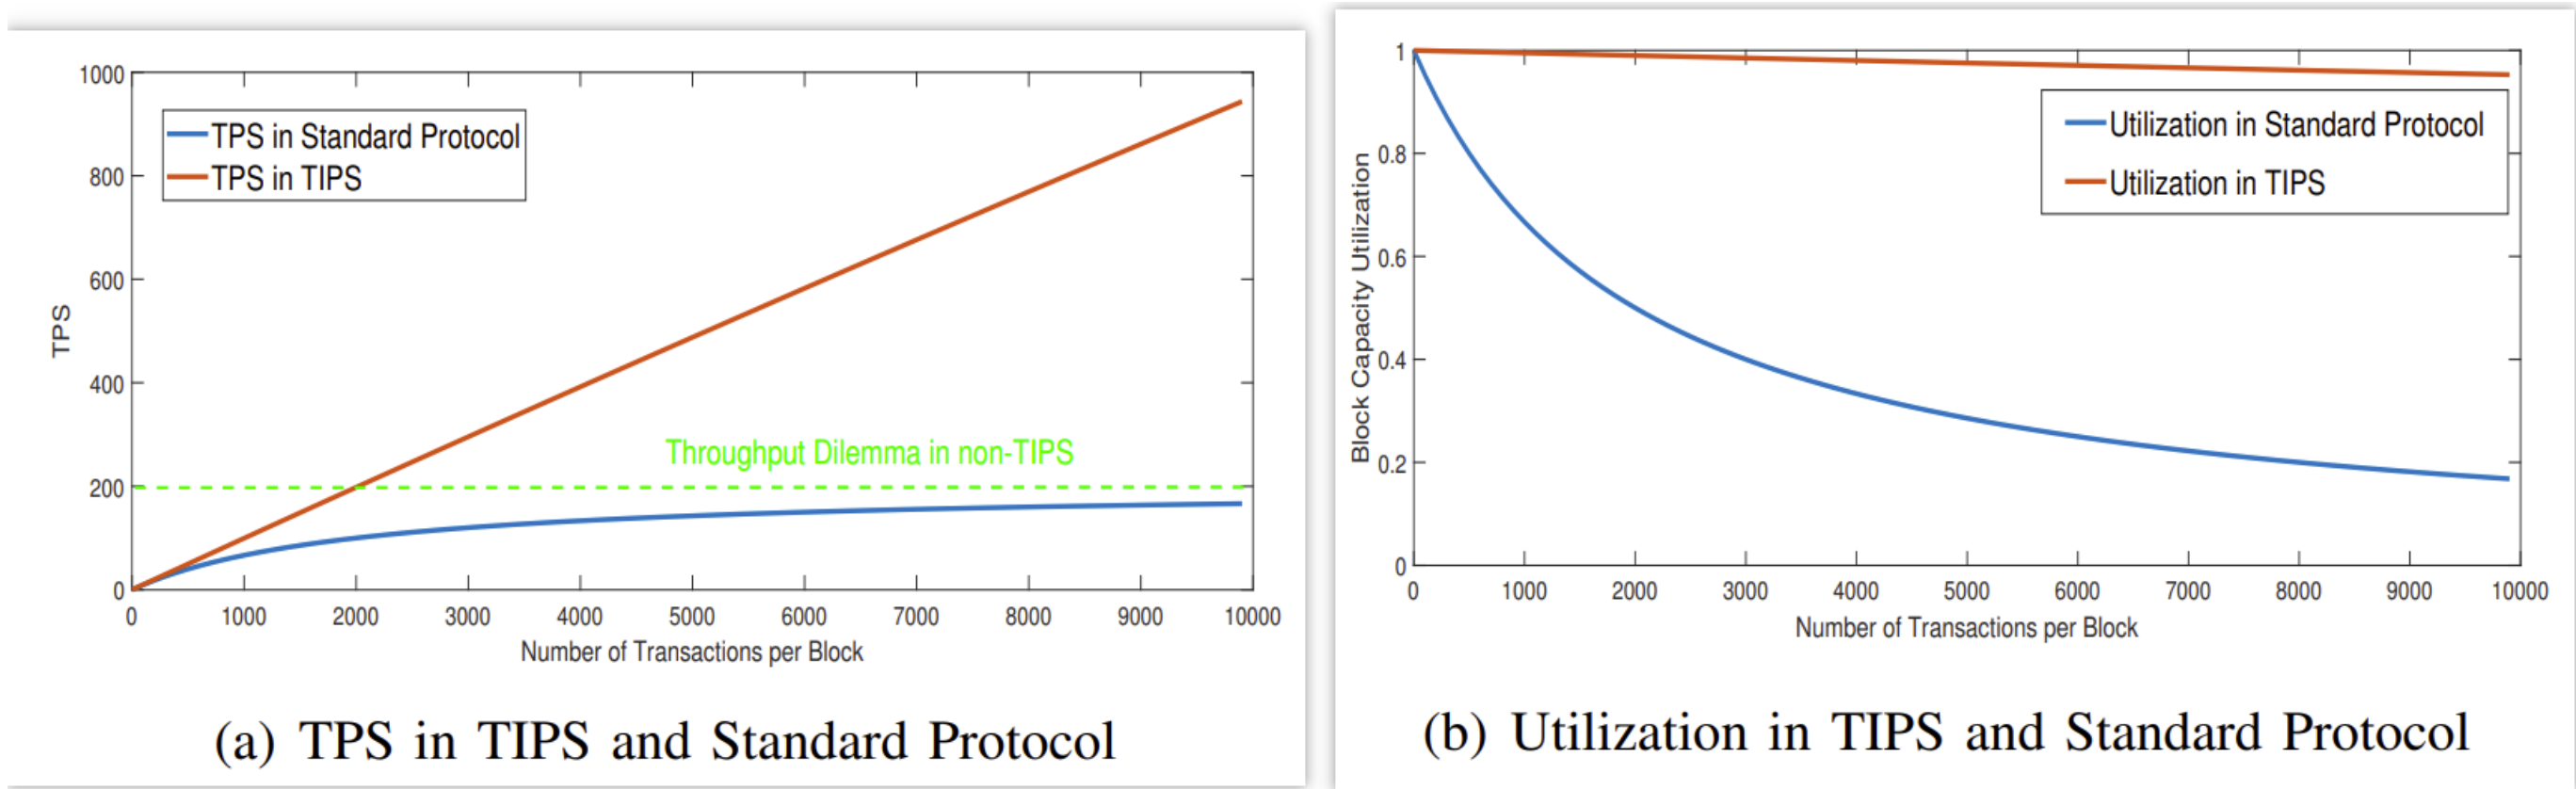 1000
800
600
400
200
0
TPS
TPS in Standard Protocol
TPS in TIPS
Throughput Dilemma in non-TIPS
0 1000 2000 3000 4000 5000 6000 7000 8000 9000 10000
Number of Transactions per Block
(a) TPS in TIPS and Standard Protocol
1
0.8
0.6
0.4
0.2
0
Block Capacity Utilization
Utilization in Standard Protocol
Utilization in TIPS
0 1000 2000 3000 4000 5000 6000 7000 8000 9000 10000
Number of Transactions per Block
(b) Utilization in TIPS and Standard Protocol